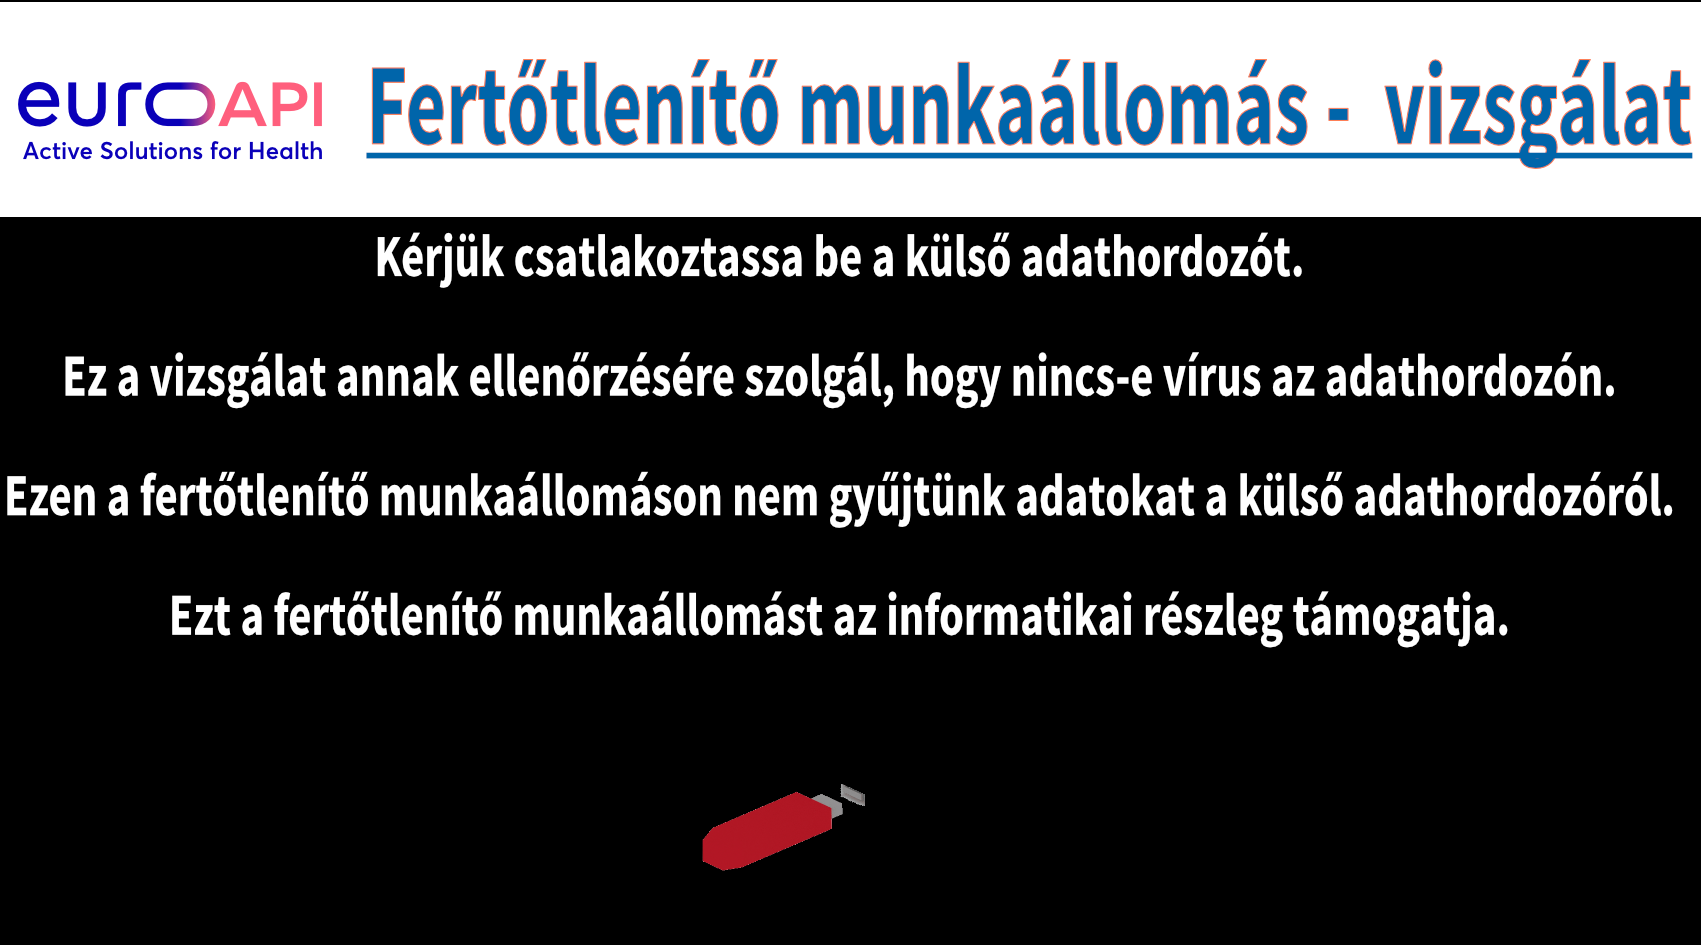 euroAPI
Active Solutions for Health
Fertőtlenítő munkaállomás - vizsgálat
Kérjük csatlakoztassa be a külső adathordozót.
Ez a vizsgálat annak ellenőrzésére szolgál, hogy nincs-e vírus az adathordozón.
Ezen a fertőtlenítő munkaállomáson nem gyűjtünk adatokat a külső adathordozóról.
Ezt a fertőtlenítő munkaállomást az informatikai részleg támogatja.